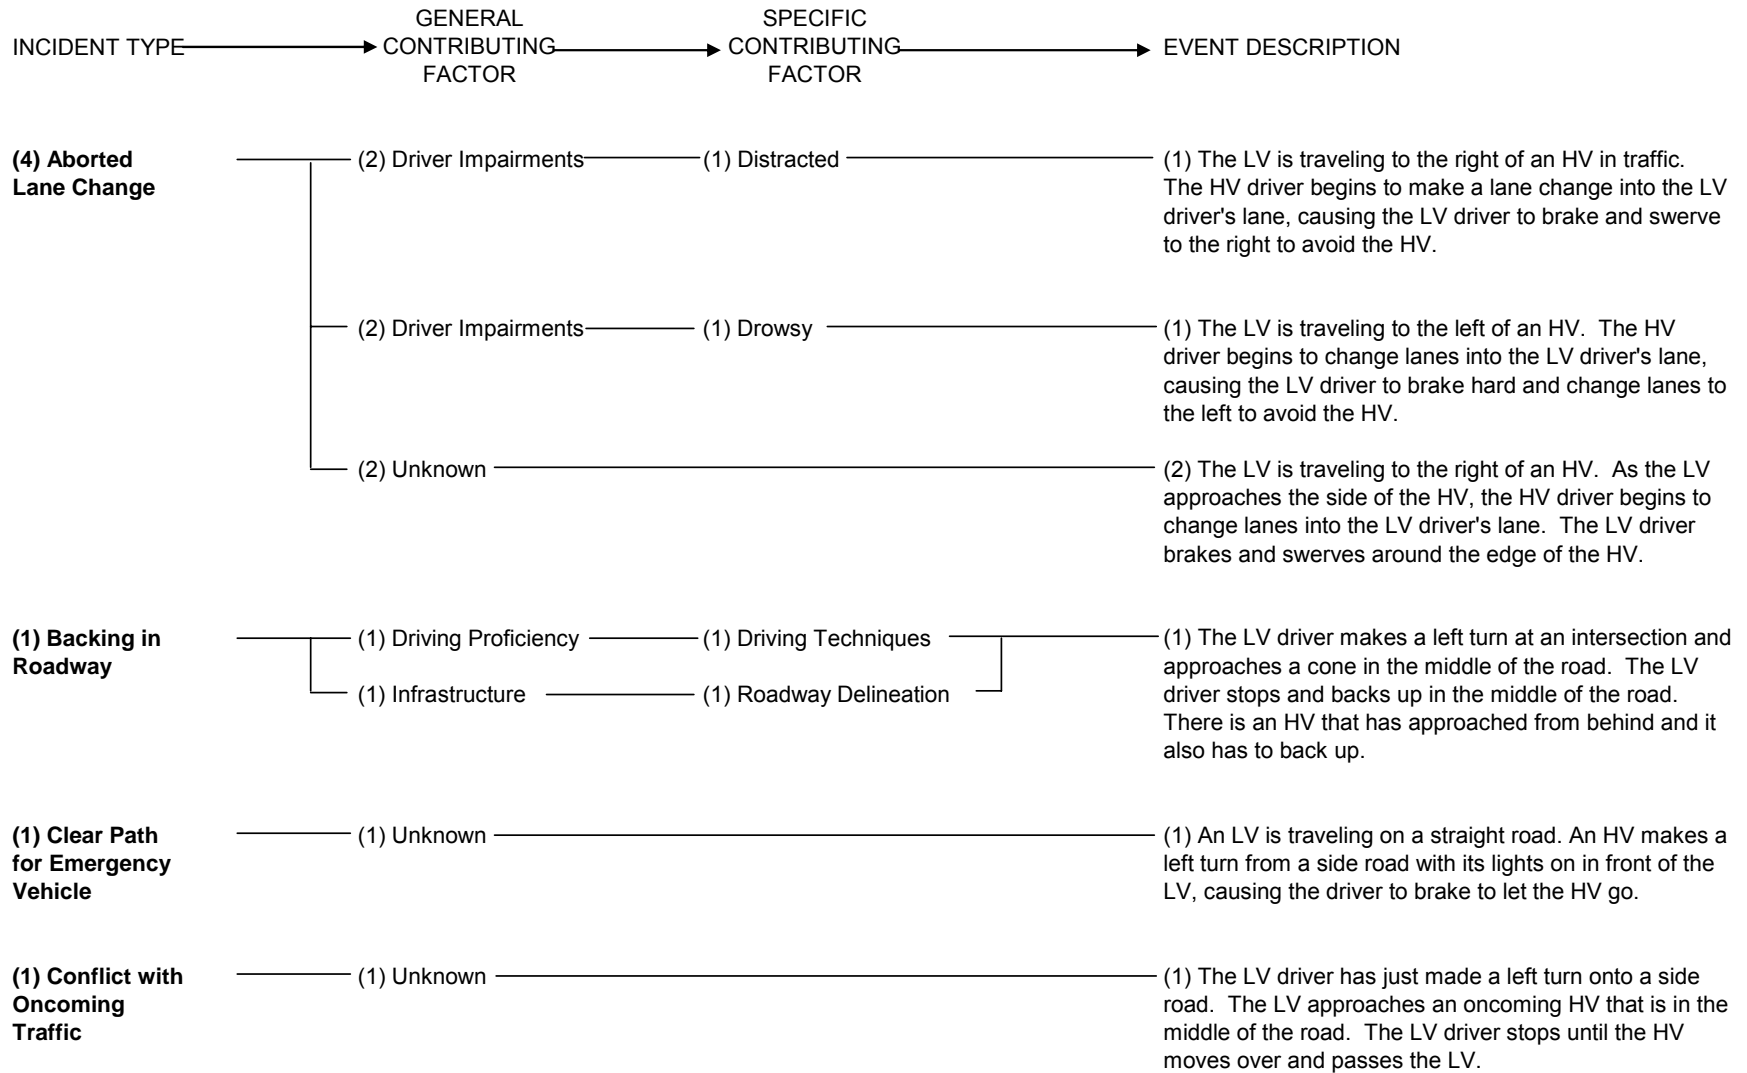 INCIDENT TYPE
GENERAL
CONTRIBUTING
FACTOR
SPECIFIC
CONTRIBUTING
FACTOR
EVENT DESCRIPTION
(4) Aborted
Lane Change
(2) Driver Impairments
(1) Distracted
(1) The LV is traveling to the right of an HV in traffic.
The HV driver begins to make a lane change into the LV
driver's lane, causing the LV driver to brake and swerve
to the right to avoid the HV.
(2) Driver Impairments
(1) Drowsy
(1) The LV is traveling to the left of an HV.  The HV
driver begins to change lanes into the LV driver's lane,
causing the LV driver to brake hard and change lanes to
the left to avoid the HV.
(2) Unknown
(2) The LV is traveling to the right of an HV.  As the LV
approaches the side of the HV, the HV driver begins to
change lanes into the LV driver's lane.  The LV driver
brakes and swerves around the edge of the HV.
(1) Backing in
Roadway
(1) Driving Proficiency
(1) Driving Techniques
(1) Infrastructure
(1) Roadway Delineation
(1) The LV driver makes a left turn at an intersection and
approaches a cone in the middle of the road.  The LV
driver stops and backs up in the middle of the road.
There is an HV that has approached from behind and it
also has to back up.
(1) Clear Path
for Emergency
Vehicle
(1) Unknown
(1) An LV is traveling on a straight road. An HV makes a
left turn from a side road with its lights on in front of the
LV, causing the driver to brake to let the HV go.
(1) Conflict with
Oncoming
Traffic
(1) Unknown
(1) The LV driver has just made a left turn onto a side
road.  The LV approaches an oncoming HV that is in the
middle of the road.  The LV driver stops until the HV
moves over and passes the LV.